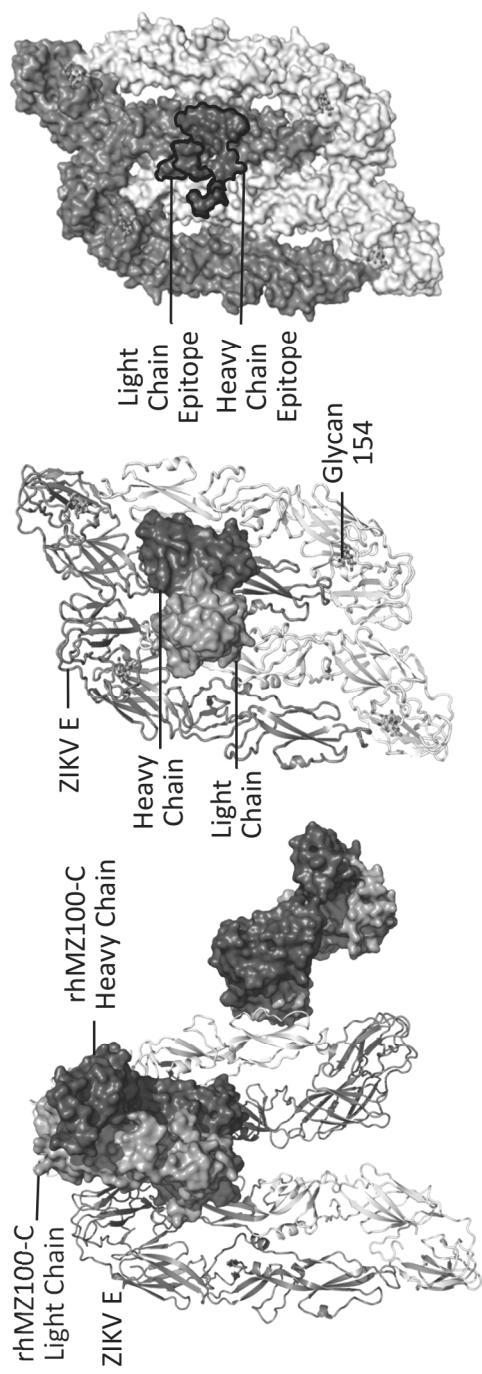 rhMZ100-C
Light Chain
ZIKV E
rhMZ100-C
Heavy Chain
ZIKV E
Heavy
Chain
Light
Chain
Glycan
154
Light
Chain
Epitope
Heavy
Chain
Epitope